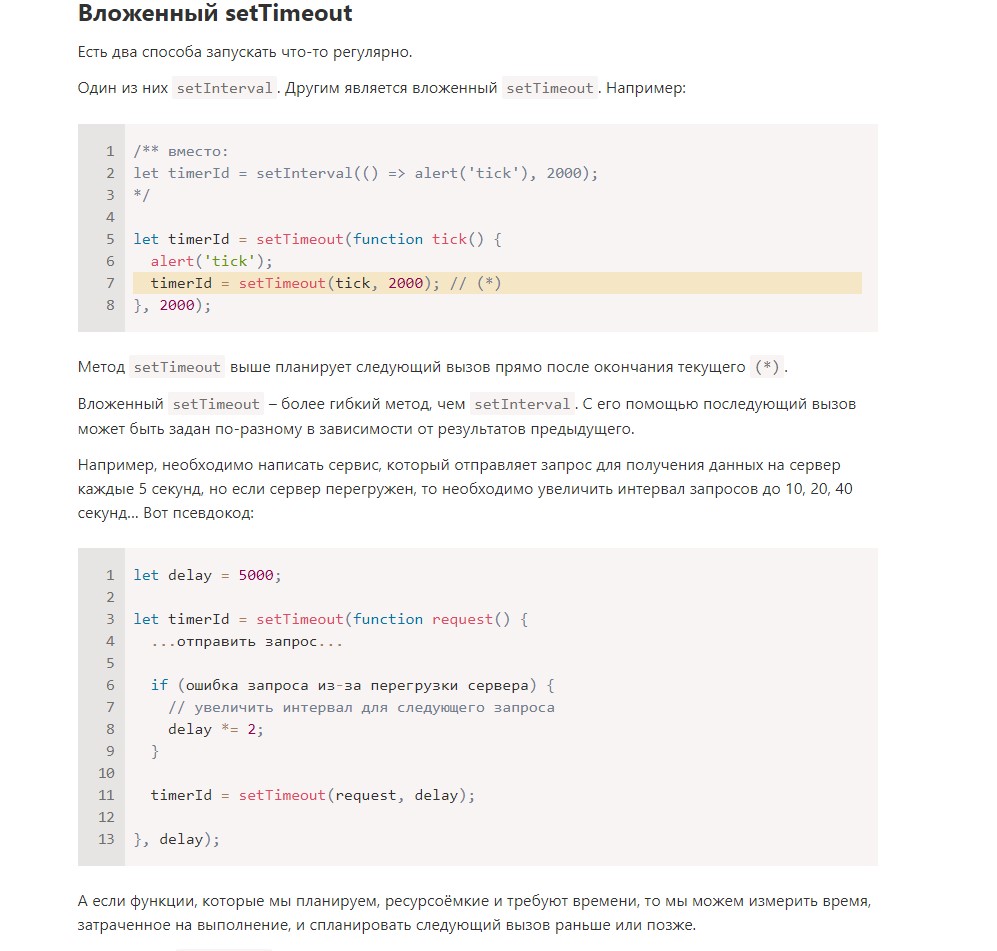 Вложенный setTimeout
Есть два способа запускать что-то регулярно.
Один из них setInterval. Другим является вложенный setTimeout. Например:
1 /** вместо:
2 let timerId = setInterval(() => alert('tick'), 2000);
3 */
4
5 let timerId = setTimeout(function tick() {
6   alert('tick');
7   timerId = setTimeout(tick, 2000); // (*)
8 }, 2000);
Метод setTimeout выше планирует следующий вызов прямо после окончания текущего (*).
Вложенный setTimeout – более гибкий метод, чем setInterval. С его помощью последующий вызов
может быть задан по-разному в зависимости от результатов предыдущего.
Например, необходимо написать сервис, который отправляет запрос для получения данных на сервер
каждые 5 секунд, но если сервер перегружен, то необходимо увеличить интервал запросов до 10, 20, 40
секунд… Вот псевдокод:
1 let delay = 5000;
2
3 let timerId = setTimeout(function request() {
4   ...отправить запрос...
5
6   if (ошибка запроса из-за перегрузки сервера) {
7     // увеличить интервал для следующего запроса
8     delay *= 2;
9   }
10
11   timerId = setTimeout(request, delay);
12
13 }, delay);
А если функции, которые мы планируем, ресурсоёмкие и требуют времени, то мы можем измерить время,
затраченное на выполнение, и спланировать следующий вызов раньше или позже.